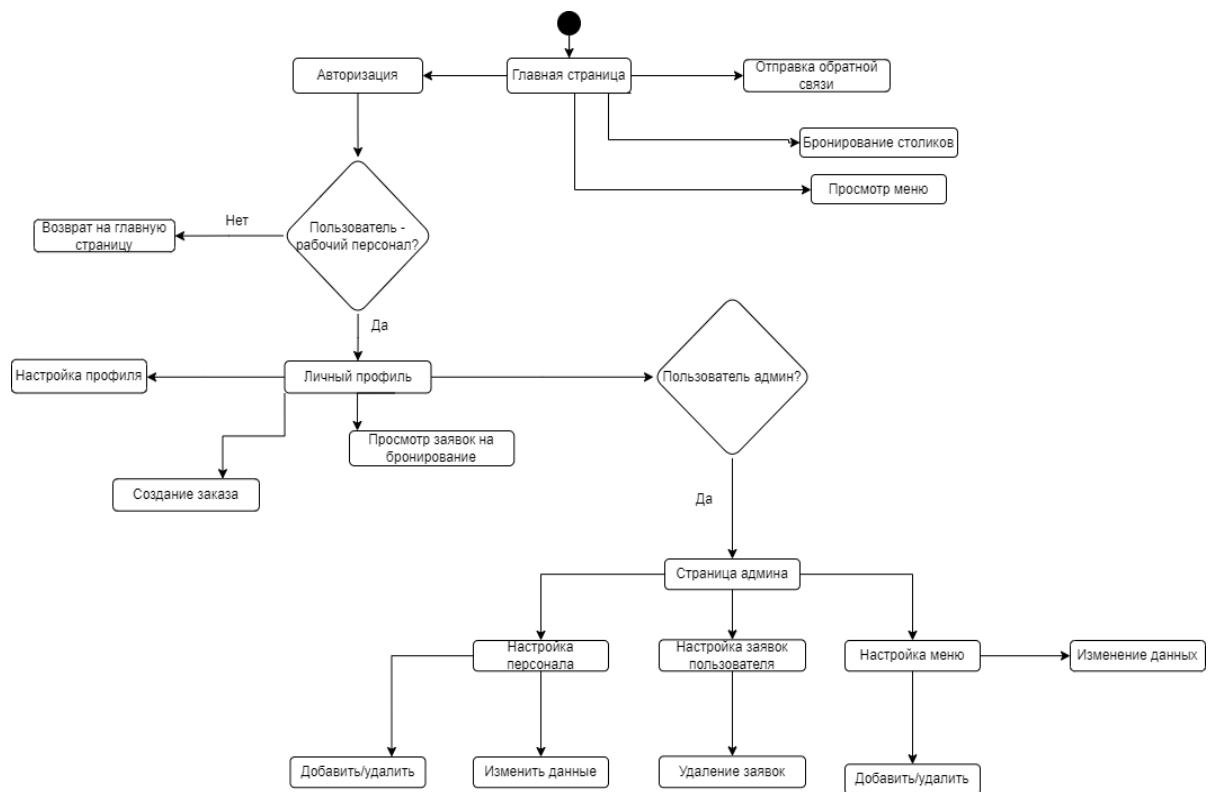 Авторизация
Главная страница
Отправка обратной
связи
Бронирование столиков
Просмотр меню
Возврат на главную
страницу
Нет
Пользователь -
рабочий персонал?
Да
Настройка профиля
Личный профиль
Пользователь админ?
Просмотр заявок на
бронирование
Создание заказа
Да
Страница админа
Настройка
персонала
Настройка заявок
пользователя
Настройка меню
Изменение данных
Добавить/удалить
Изменить данные
Удаление заявок
Добавить/удалить